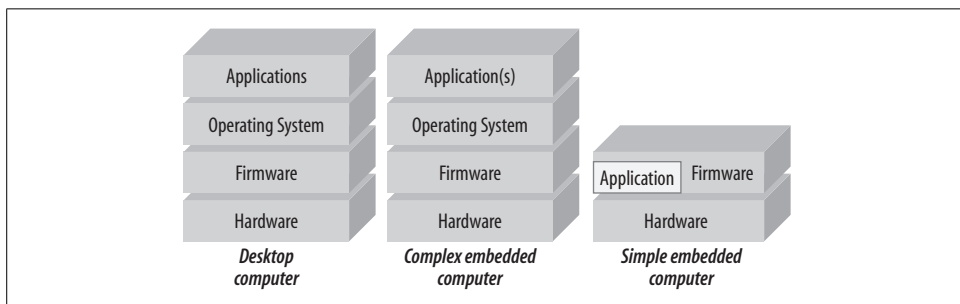 Applications
Operating System
Firmware
Hardware
Desktop
computer
Application(s)
Operating System
Firmware
Hardware
Complex embedded
computer
Application Firmware
Hardware
Simple embedded
computer